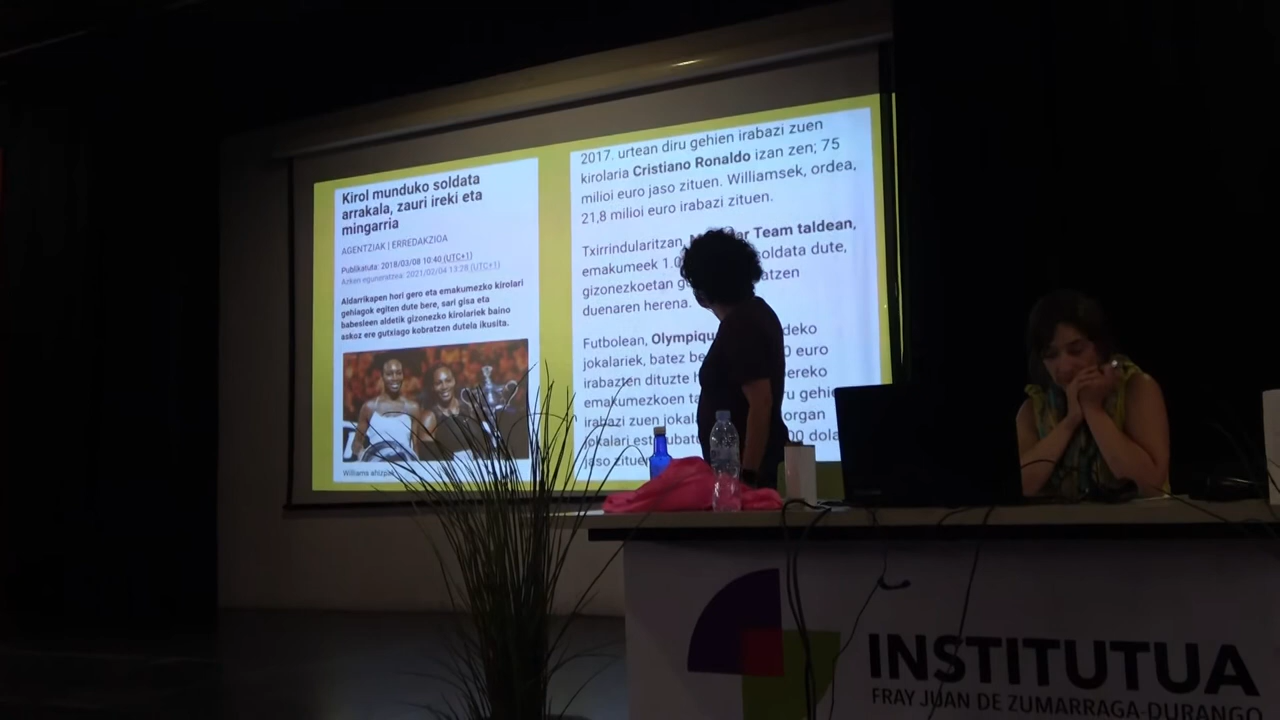 Kirol munduko soldata
arrakala, zauri ireki eta
mingarria
AGENTZIAK | ERREDAKZIOA
Publikatuta: 2018/03/08 10:40 (UTC+1)
Azken eguneratzea: 2021/02/04 13:28 (UTC+1)
Aldarrikapen hori gero eta emakumezko kirolari
gehiagok egiten dute bere, sari gisa eta
babesleen aldetik gizonezko kirolariek baino
askoz ere gutxiago kobratzen dutela ikusita.
Williams
2017. urtean diru gehien irabazi zuen
kirolaria Cristiano Ronaldo izan zen; 75
milioi euro jaso zituen. Williamsek, ordea,
21,8 milioi euro irabazi zituen.
Txirrindularitzan, Team taldean,
emakumeek soldata dute,
gizonezkoetan
duenaren herena.
Futbolean,
jokalariek, batez euro
irabazten dituzte
emakumezkoen
irabazi zuen
jokalari
jaso
INSTITUTUA
FRAY JUAN DE ZUMARRAGA-DURANGO